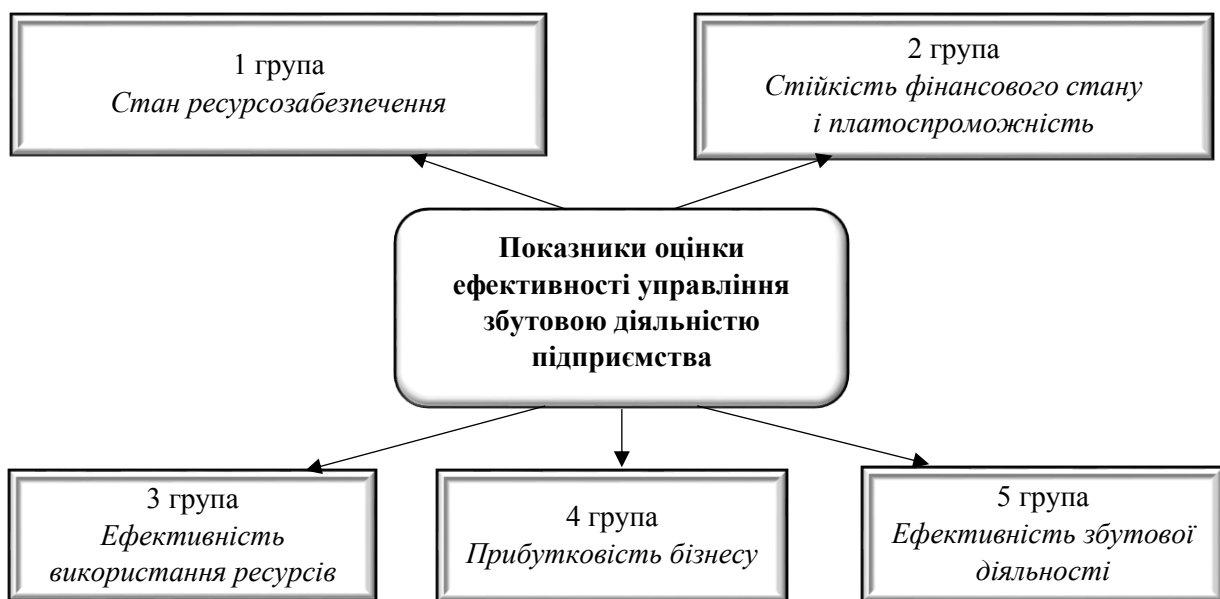 1 група
Стан ресурсозабезпечення
2 група
Стійкість фінансового стану
і платоспроможність
Показники оцінки
ефективності управління
збутовою діяльністю
підприємства
3 група
Ефективність
використання ресурсів
4 група
Прибутковість бізнесу
5 група
Ефективність збутової
діяльності